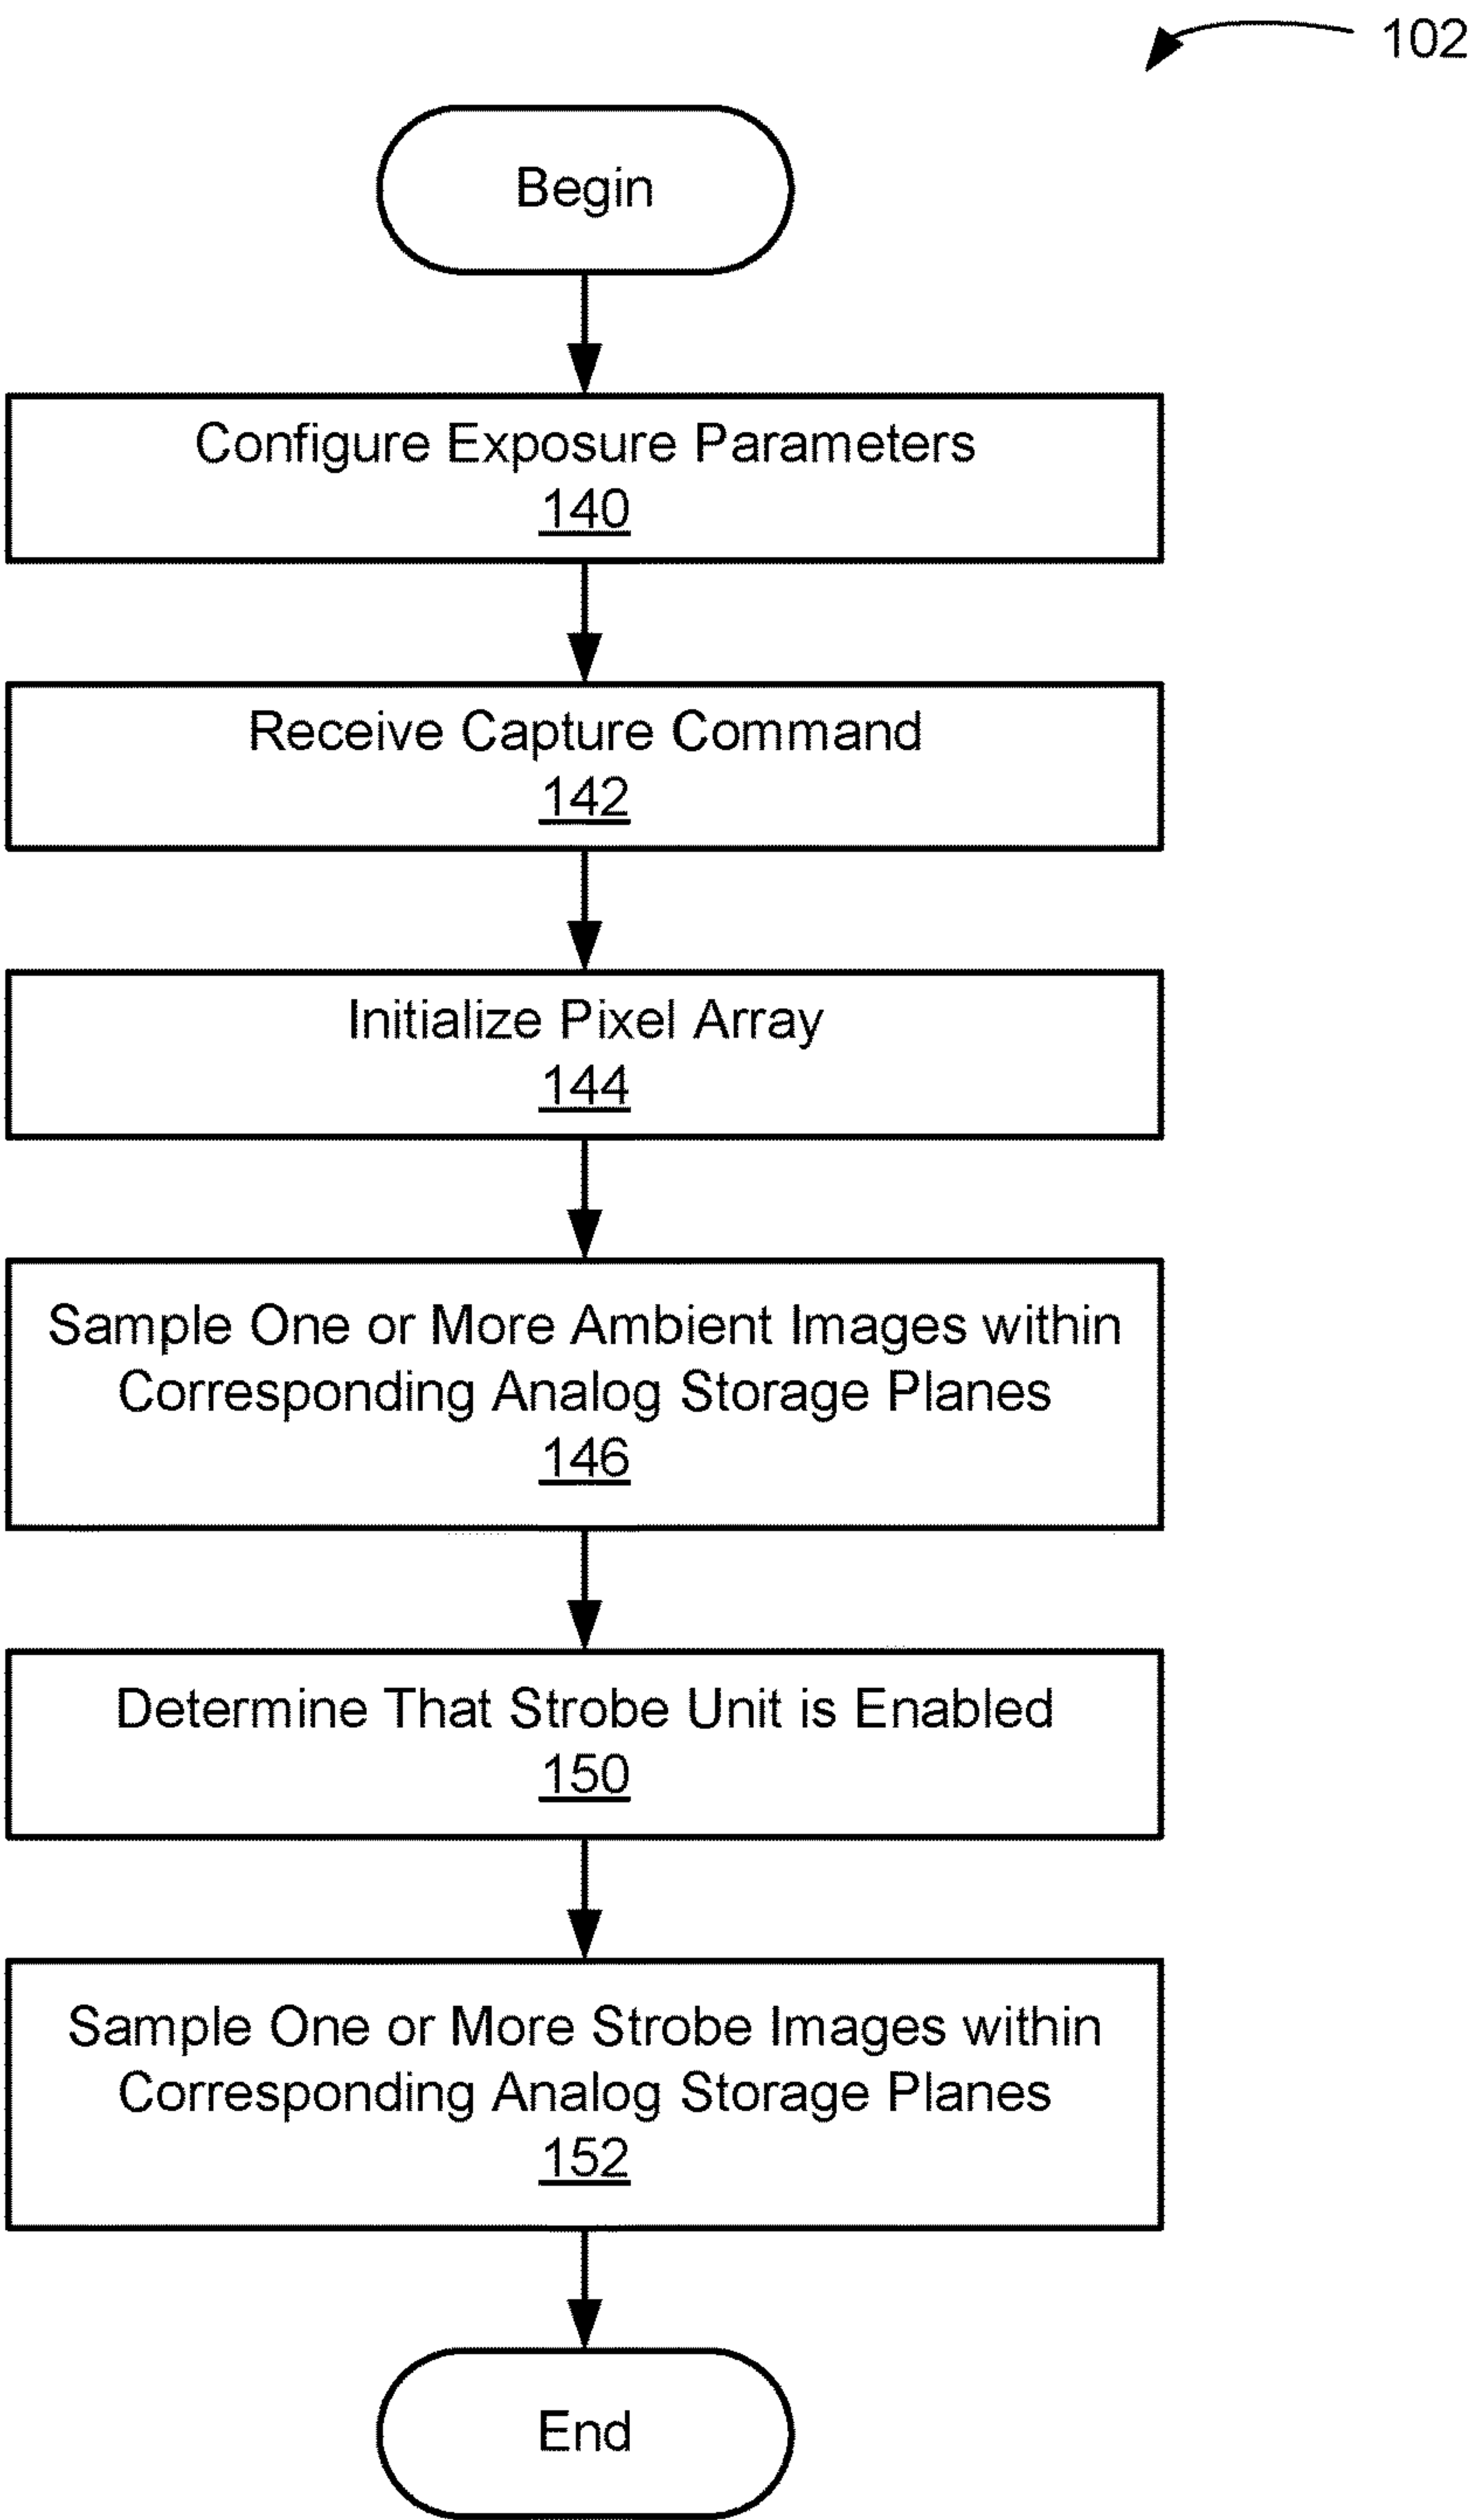 102
Begin
Configure Exposure Parameters
140
Receive Capture Command
142
Initialize Pixel Array
144
Sample One or More Ambient Images within
Corresponding Analog Storage Planes
146
Determine That Strobe Unit is Enabled
150
Sample One or More Strobe Images within
Corresponding Analog Storage Planes
152
End